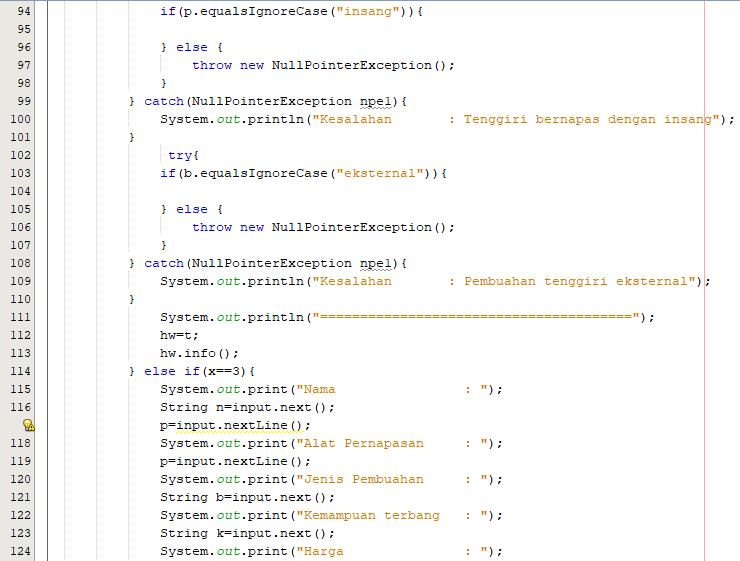 94 if(p.equalsIgnoreCase("insang")){
95
96 } else {
97 throw new NullPointerException();
98 }
99 } catch(NullPointerException npe1){
100 System.out.println("Kesalahan       : Tenggiri bernapas dengan insang");
101 }
102 try{
103 if(b.equalsIgnoreCase("eksternal")){
104
105 } else {
106 throw new NullPointerException();
107 }
108 } catch(NullPointerException npe1){
109 System.out.println("Kesalahan       : Pembuahan tenggiri eksternal");
110 }
111 System.out.println("=======================================");
112 hw=t;
113 hw.info();
114 } else if(x==3){
115 System.out.print("Nama                : ");
116 String n=input.next();
p=input.nextLine();
118 System.out.print("Alat Pernapasan     : ");
119 p=input.nextLine();
120 System.out.print("Jenis Pembuahan     : ");
121 String b=input.next();
122 System.out.print("Kemampuan terbang   : ");
123 String k=input.next();
124 System.out.print("Harga               : ");